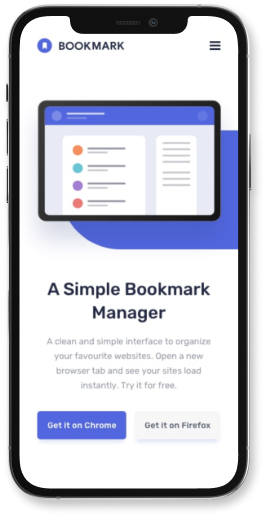 BOOKMARK
A Simple Bookmark
Manager
A clean and simple interface to organize
your favourite websites. Open a new
browser tab and see your sites load
instantly. Try it for free.
Get it on Chrome
Get it on Firefox